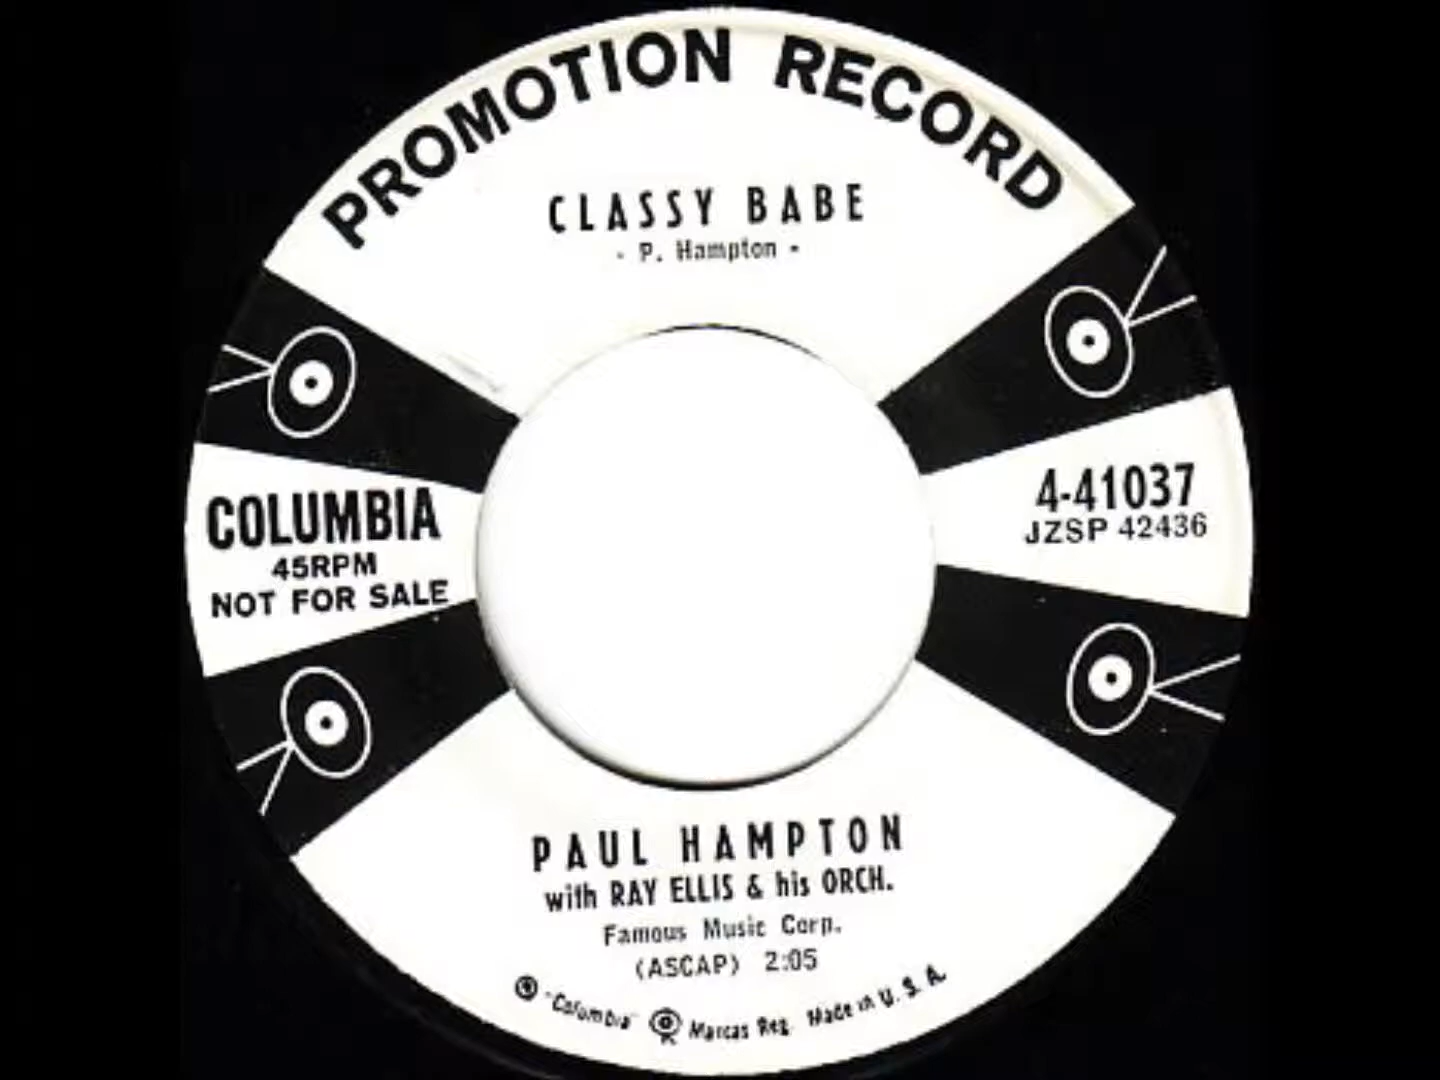 PROMOTION RECORD
CLASSY BABE
- P. Hampton -
COLUMBIA
45RPM
NOT FOR SALE
4-41037
JZSP 42436
PAUL HAMPTON
with RAY ELLIS & his ORCH.
Famous Music Corp.
(ASCAP) 2:05
® "Columbia" Marcas Reg. Made in U. S. A.